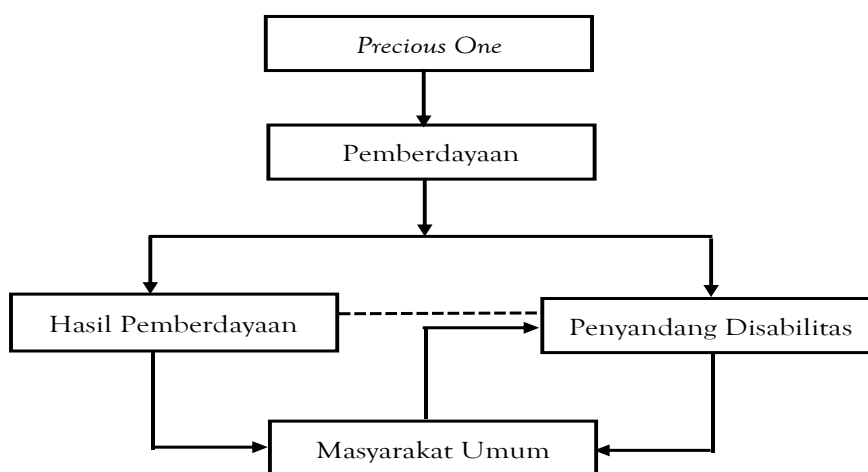 Precious One
Pemberdayaan
Hasil Pemberdayaan
Penyandang Disabilitas
Masyarakat Umum